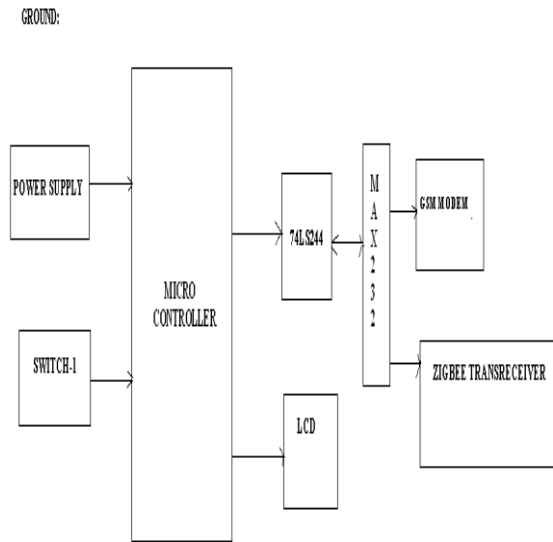 GROUND:
POWER SUPPLY
SWITCH-1
MICRO
CONTROLLER
74LS244
LCD
M
A
X
2
3
2
GSM MODEM
ZIGBEE TRANSRECEIVER